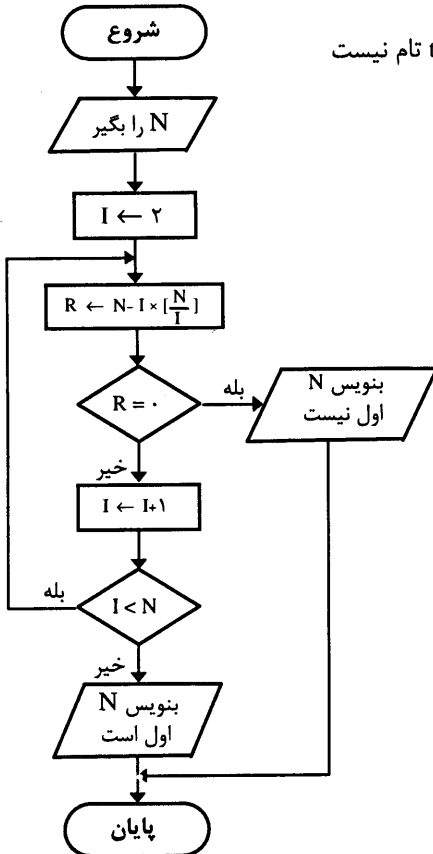 شروع
t تام نیست
N را بگیر
I ← ۲
R ← N- I × [N/I]
R = ۰
بله
بنویس N
اول نیست
خیر
I ← I+۱
I < N
بله
خیر
بنویس N
اول است
پایان